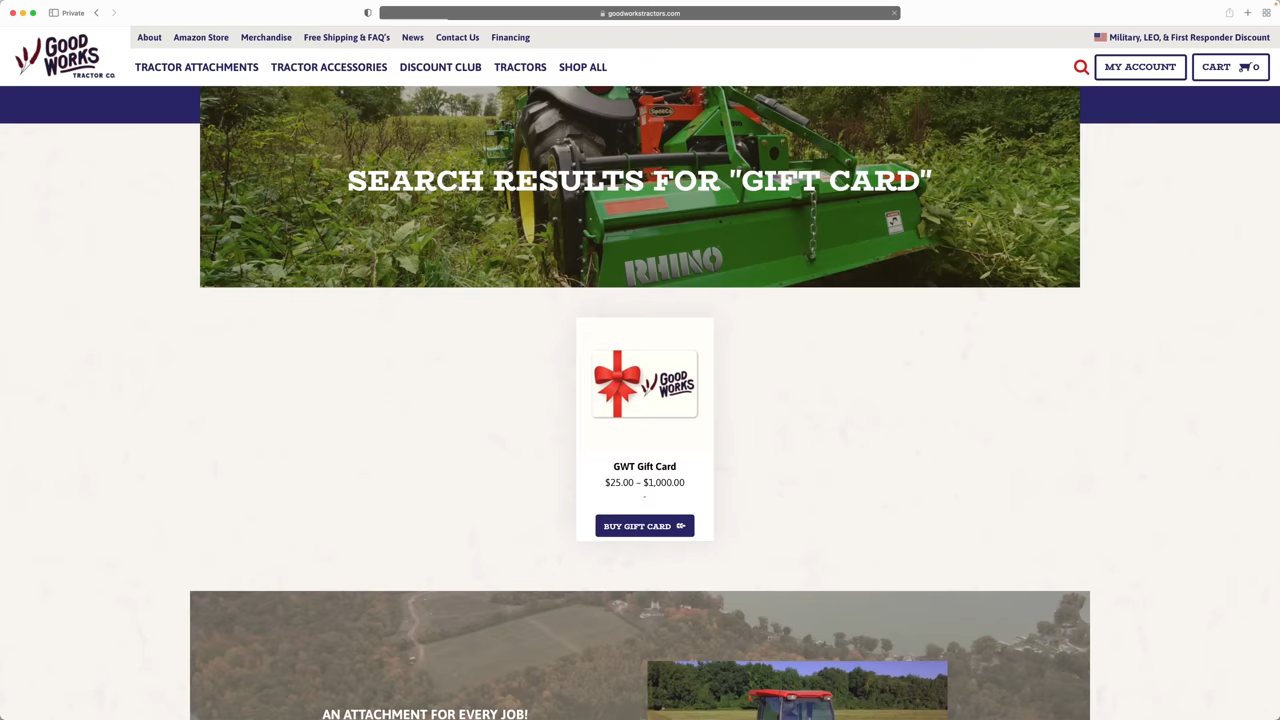 Private
goodworkstractors.com
GOOD
WORKS
TRACTOR CO.
About Amazon Store Merchandise Free Shipping & FAQ's News Contact Us Financing
Military, LEO, & First Responder Discount
TRACTOR ATTACHMENTS TRACTOR ACCESSORIES DISCOUNT CLUB TRACTORS SHOP ALL
MY ACCOUNT
CART 0
SEARCH RESULTS FOR "GIFT CARD"
RHINO
GOOD
WORKS
GWT Gift Card
$25.00 – $1,000.00
-
BUY GIFT CARD
AN ATTACHMENT FOR EVERY JOB!